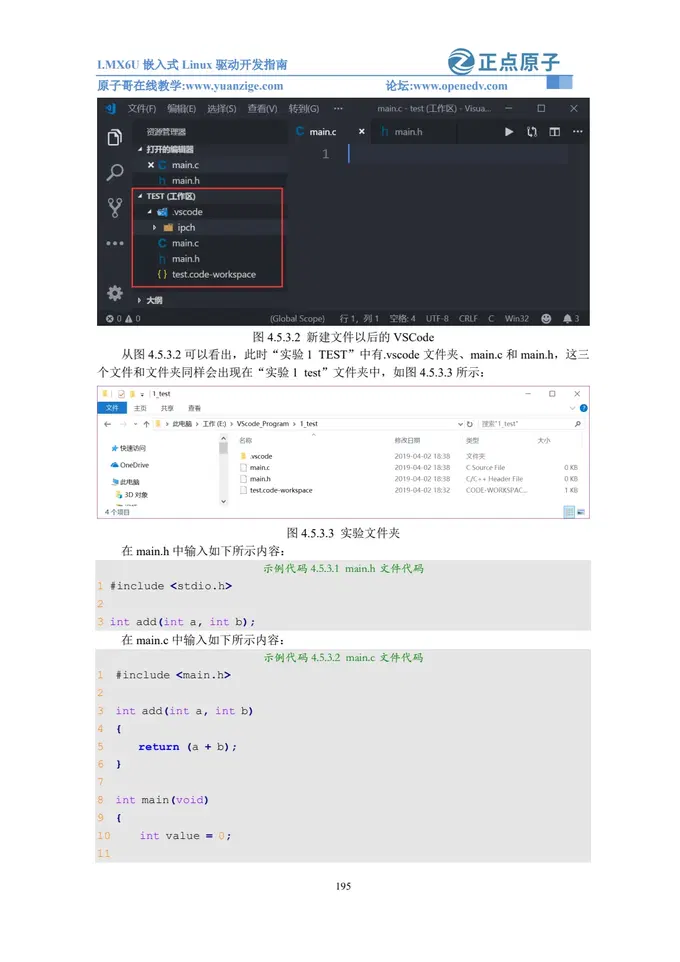 I.MX6U 嵌入式 Linux 驱动开发指南
正点原子
原子哥在线教学:www.yuanzige.com 论坛:www.openedv.com
文件(F) 编辑(E) 选择(S) 查看(V) 转到(G) ··· main.c - test (工作区) - Visua...
资源管理器
main.c
main.h
打开的编辑器
main.c
main.h
1
TEST (工作区)
.vscode
ipch
main.c
main.h
{ } test.code-workspace
大纲
0 0 (Global Scope) 行 1, 列 1 空格: 4 UTF-8 CRLF C Win32 3
图 4.5.3.2 新建文件以后的 VSCode
从图 4.5.3.2 可以看出，此时“实验 1 TEST”中有.vscode 文件夹、main.c 和 main.h，这三
个文件和文件夹同样会出现在“实验 1 test”文件夹中，如图 4.5.3.3 所示：
1_test
文件 主页 共享 查看
此电脑 > 工作 (E:) > VScode_Program > 1_test 搜索"1_test"
名称 修改日期 类型 大小
快速访问
OneDrive
此电脑
3D 对象
.vscode 2019-04-02 18:38 文件夹
main.c 2019-04-02 18:38 C Source File 0 KB
main.h 2019-04-02 18:38 C/C++ Header File 0 KB
test.code-workspace 2019-04-02 18:32 CODE-WORKSPAC... 1 KB
4 个项目
图 4.5.3.3 实验文件夹
在 main.h 中输入如下所示内容：
示例代码 4.5.3.1 main.h 文件代码
1 #include <stdio.h>
2
3 int add(int a, int b);
在 main.c 中输入如下所示内容：
示例代码 4.5.3.2 main.c 文件代码
1 #include <main.h>
2
3 int add(int a, int b)
4 {
5 return (a + b);
6 }
7
8 int main(void)
9 {
10 int value = 0;
11
195